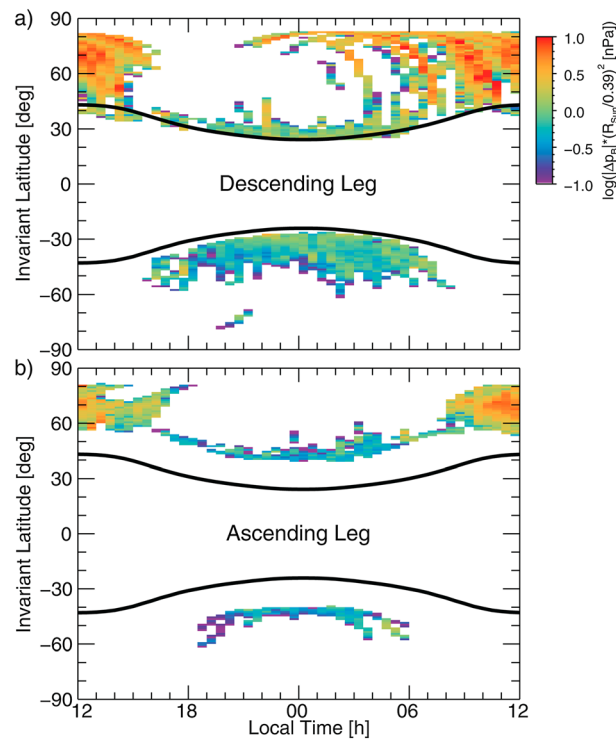 a)
90
60
30
0
−30
−60
−90
Invariant Latitude [deg]
Descending Leg
1.0
0.5
0.0
−0.5
−1.0
log(|Δp_B|*(R_Sun/0.39)² [nPa])
b)
90
60
30
0
−30
−60
−90
Invariant Latitude [deg]
Ascending Leg
12 18 00 06 12
Local Time [h]